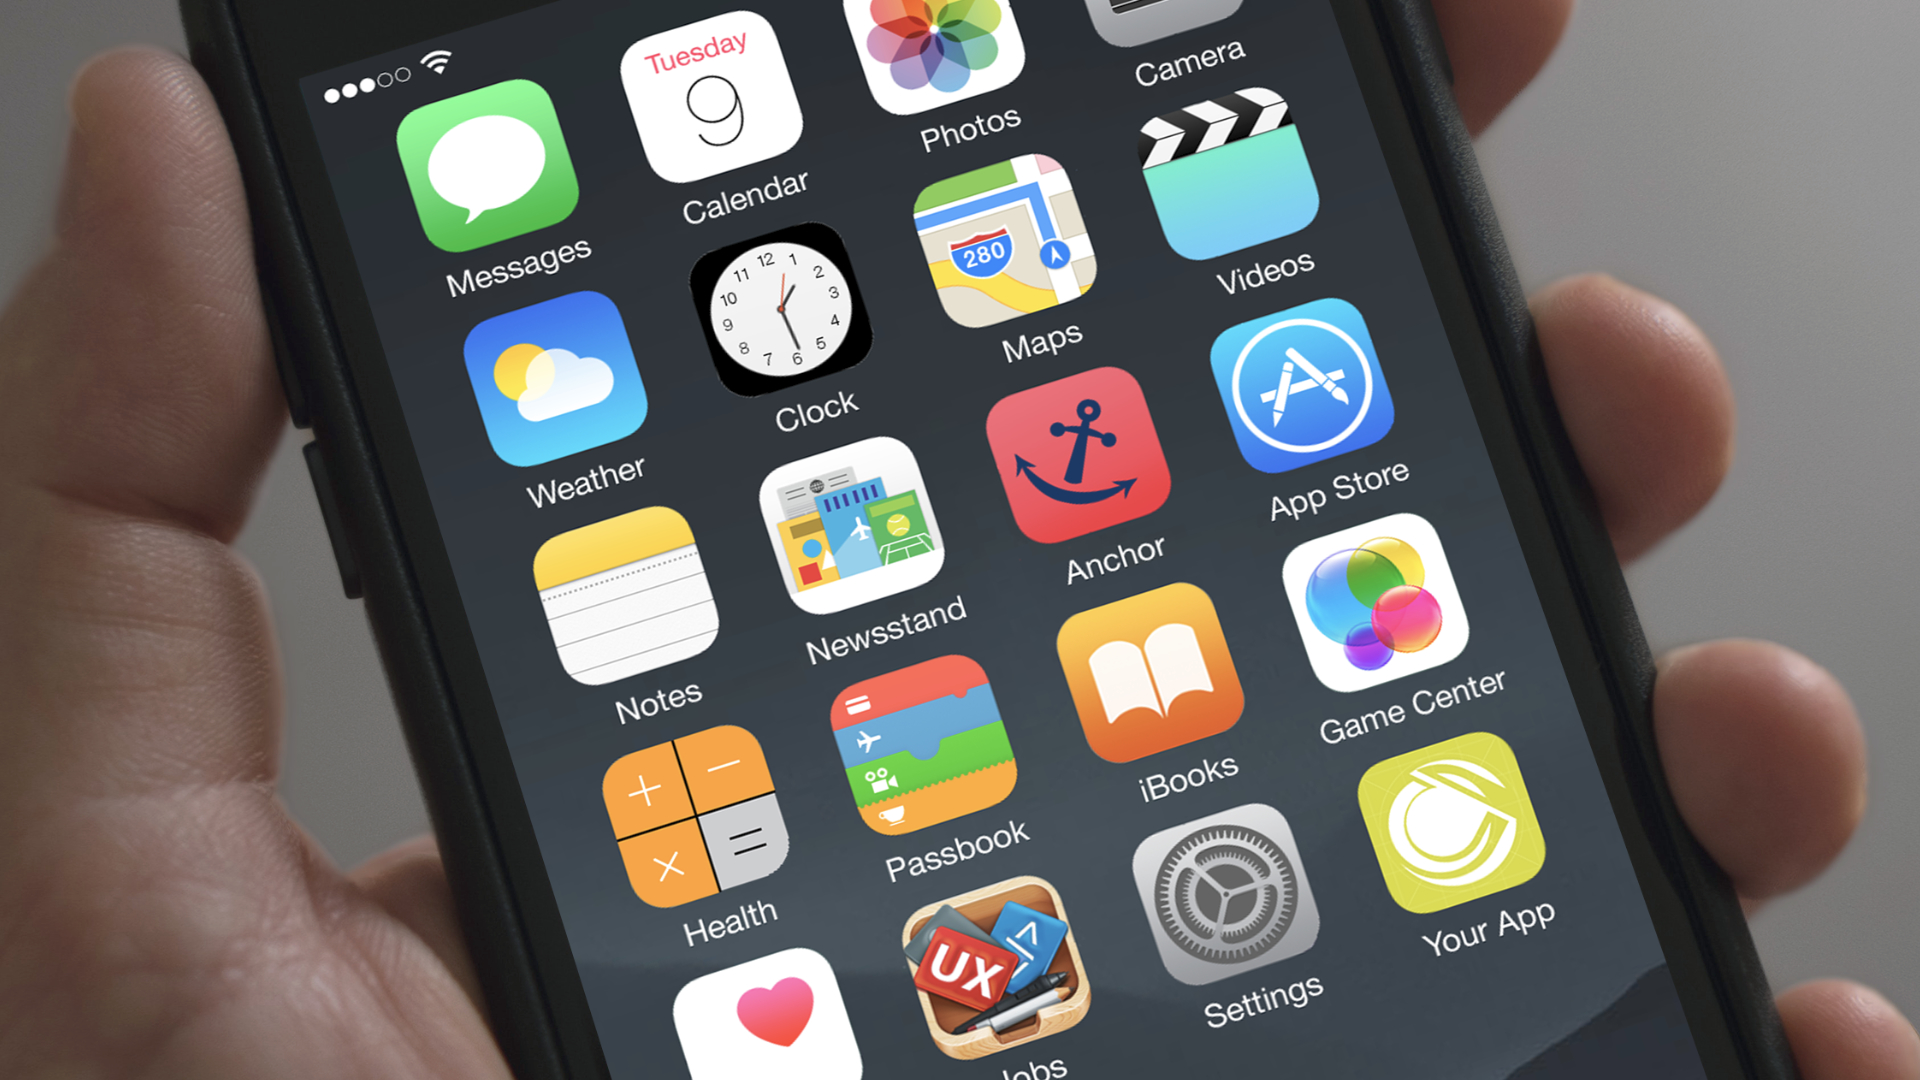 Tuesday
9
Messages
Calendar
Photos
Camera
12 1 2 3 4 5 6 7 8 9 10 11
280
Weather
Clock
Maps
Videos
Notes
Newsstand
Anchor
App Store
Health
Passbook
iBooks
Game Center
UX
Jobs
Settings
Your App